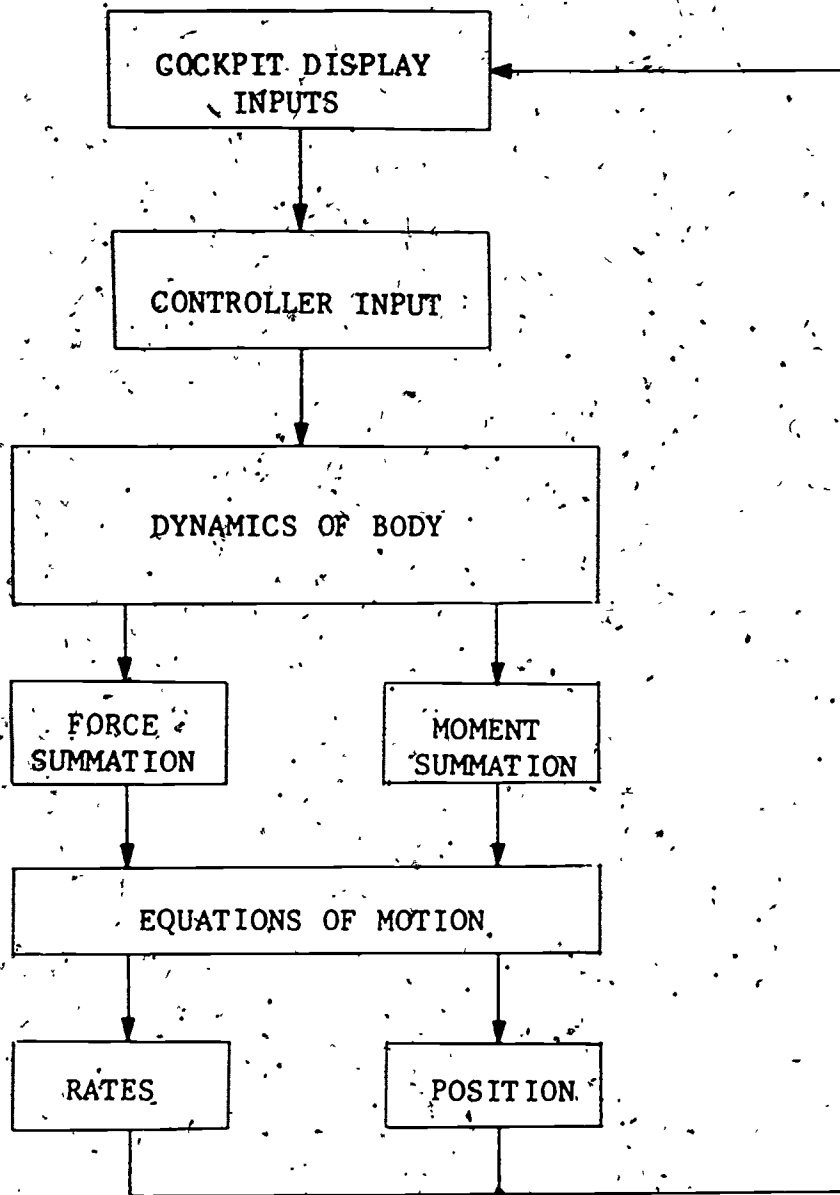 GOCKPIT DISPLAY
INPUTS
CONTROLLER INPUT
DYNAMICS OF BODY
FORCE
SUMMATION
MOMENT
SUMMATION
EQUATIONS OF MOTION
RATES
POSITION